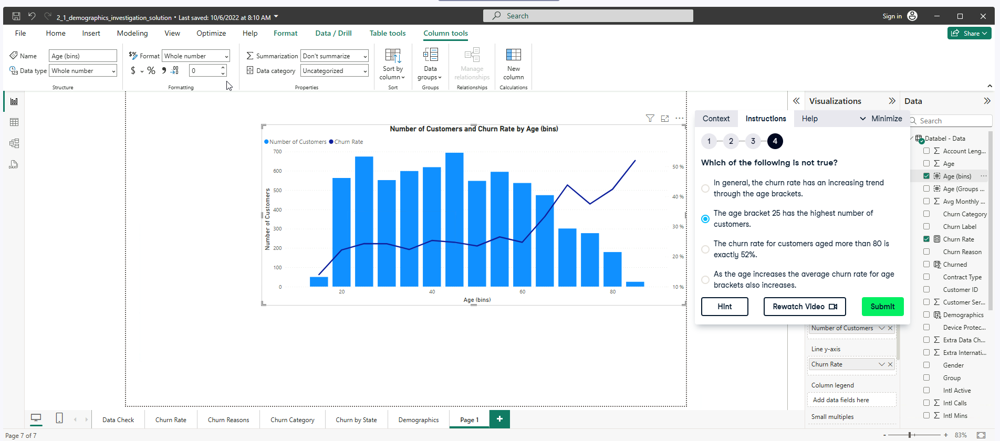 2_1_demographics_investigation_solution • Last saved: 10/6/2022 at 8:10 AM
Search
Sign in
File Home Insert Modeling View Optimize Help Format Data / Drill Table tools Column tools
Share
Name Age (bins)
Data type Whole number
Structure
Format Whole number
$ % 0
Formatting
Summarization Don't summarize
Data category Uncategorized
Properties
Sort by
column
Sort
Data
groups
Groups
Manage
relationships
Relationships
New
column
Calculations
Number of Customers and Churn Rate by Age (bins)
Number of Customers Churn Rate
Number of Customers
700
600
500
400
300
200
100
0
50 %
40 %
30 %
20 %
10 %
20 40 60 80
Age (bins)
Context Instructions Help Minimize
1 2 3 4
Which of the following is not true?
In general, the churn rate has an increasing trend
through the age brackets.
The age bracket 25 has the highest number of
customers.
The churn rate for customers aged more than 80 is
exactly 52%.
As the age increases the average churn rate for age
brackets also increases.
Hint Rewatch Video Submit
Visualizations
Number of Customers
Line y-axis
Churn Rate
Column legend
Add data fields here
Small multiples
Data
Search
Databel - Data
Account Leng...
Age
Age (bins)
Age (Groups ...
Avg Monthly ...
Churn Category
Churn Label
Churn Rate
Churn Reason
Churned
Contract Type
Customer ID
Customer Ser...
Demographics
Device Protec...
Extra Data Ch...
Extra Internati...
Gender
Group
Intl Active
Intl Calls
Intl Mins
DAX
Data Check Churn Rate Churn Reasons Churn Category Churn by State Demographics Page 1 +
Page 7 of 7
- + 83%